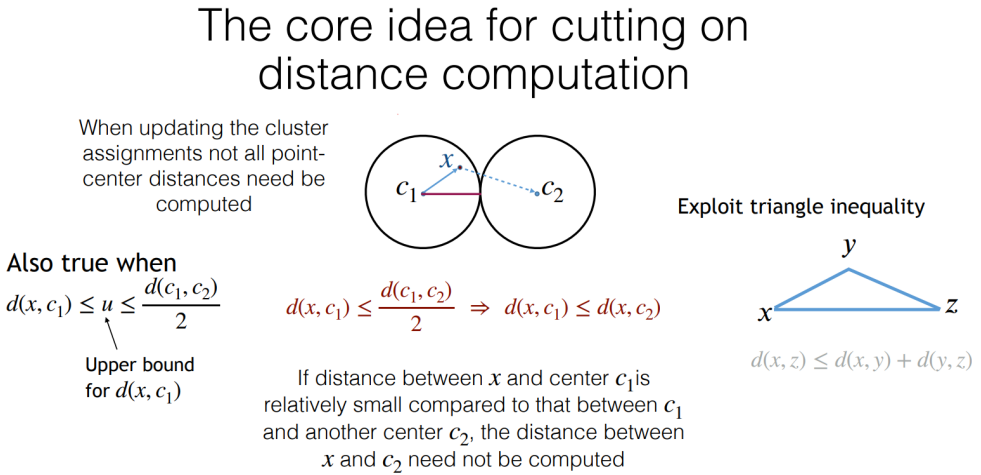 The core idea for cutting on
distance computation
When updating the cluster
assignments not all point-
center distances need be
computed
x
c₁
c₂
Exploit triangle inequality
y
x
z
d(x, z) ≤ d(x, y) + d(y, z)
Also true when
d(x, c₁) ≤ u ≤ d(c₁, c₂) / 2
Upper bound
for d(x, c₁)
d(x, c₁) ≤ d(c₁, c₂) / 2 ⇒ d(x, c₁) ≤ d(x, c₂)
If distance between x and center c₁is
relatively small compared to that between c₁
and another center c₂, the distance between
x and c₂ need not be computed